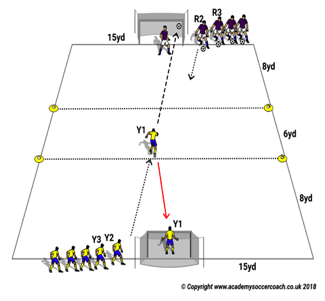 R2 R3
15yd
8yd
Y1
6yd
8yd
Y1
Y3 Y2
15yd
© Copyright www.academysoccercoach.co.uk 2018